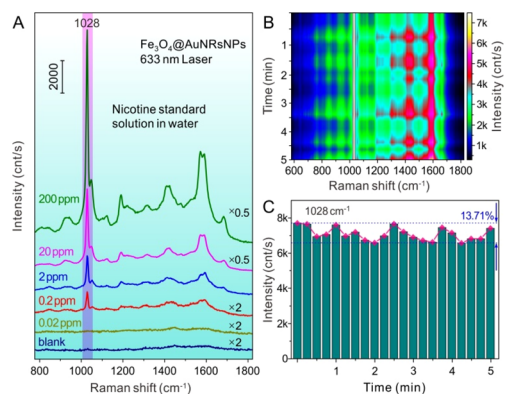 A
1028
Fe₃O₄@AuNRsNPs
633 nm Laser
2000
Nicotine standard
solution in water
200 ppm
×0.5
20 ppm
×0.5
2 ppm
0.2 ppm
×2
0.02 ppm
×2
blank
×2
Intensity (cnt/s)
800 1000 1200 1400 1600 1800
Raman shift (cm⁻¹)
B
Time (min)
1
2
3
4
5
600 800 1000 1200 1400 1600 1800
Raman shift (cm⁻¹)
7k
6k
5k
4k
3k
2k
1k
Intensity (cnt/s)
C
1028 cm⁻¹
13.71%
Intensity (cnt/s)
8k
6k
4k
2k
0
1 2 3 4 5
Time (min)